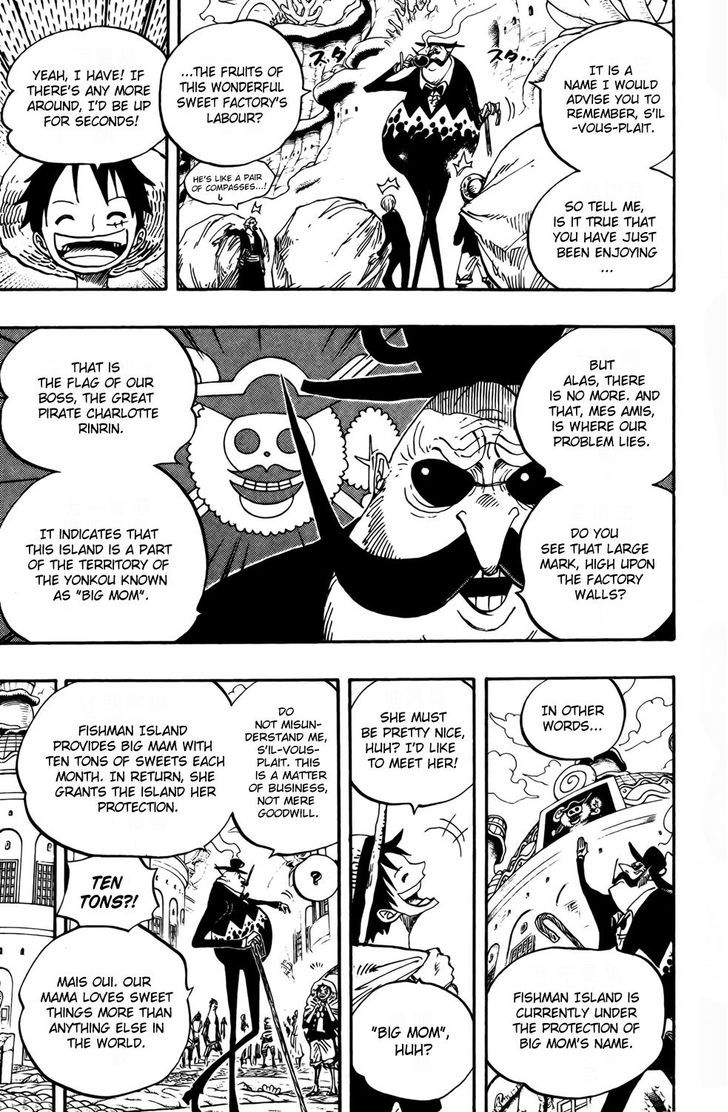 IT IS A
NAME I WOULD
ADVISE YOU TO
REMEMBER, S'IL
-VOUS-PLAIT.
SO TELL ME,
IS IT TRUE THAT
YOU HAVE JUST
BEEN ENJOYING
...
スタ...
スタ...
...THE FRUITS OF
THIS WONDERFUL
SWEET FACTORY'S
LABOUR?
HE'S LIKE A PAIR
OF COMPASSES...!
YEAH, I HAVE! IF
THERE'S ANY MORE
AROUND, I'D BE UP
FOR SECONDS!
BUT
ALAS, THERE
IS NO MORE. AND
THAT, MES AMIS,
IS WHERE OUR
PROBLEM LIES.
DO YOU
SEE THAT LARGE
MARK, HIGH UPON
THE FACTORY
WALLS?
THAT IS
THE FLAG OF OUR
BOSS, THE GREAT
PIRATE CHARLOTTE
RINRIN.
IT INDICATES THAT
THIS ISLAND IS A PART
OF THE TERRITORY OF
THE YONKOU KNOWN
AS "BIG MOM".
IN OTHER
WORDS...
FISHMAN ISLAND IS
CURRENTLY UNDER
THE PROTECTION OF
BIG MOM'S NAME.
SHE MUST
BE PRETTY NICE,
HUH? I'D LIKE
TO MEET HER!
"BIG MOM",
HUH?
DO
NOT MISUN-
DERSTAND ME,
S'IL-VOUS-
PLAIT. THIS IS
A MATTER
OF BUSINESS,
NOT MERE
GOODWILL.
?
FISHMAN ISLAND
PROVIDES BIG MAM WITH
TEN TONS OF SWEETS EACH
MONTH. IN RETURN, SHE
GRANTS THE ISLAND HER
PROTECTION.
TEN
TONS?!
MAIS OUI. OUR
MAMA LOVES SWEET
THINGS MORE THAN
ANYTHING ELSE IN
THE WORLD.